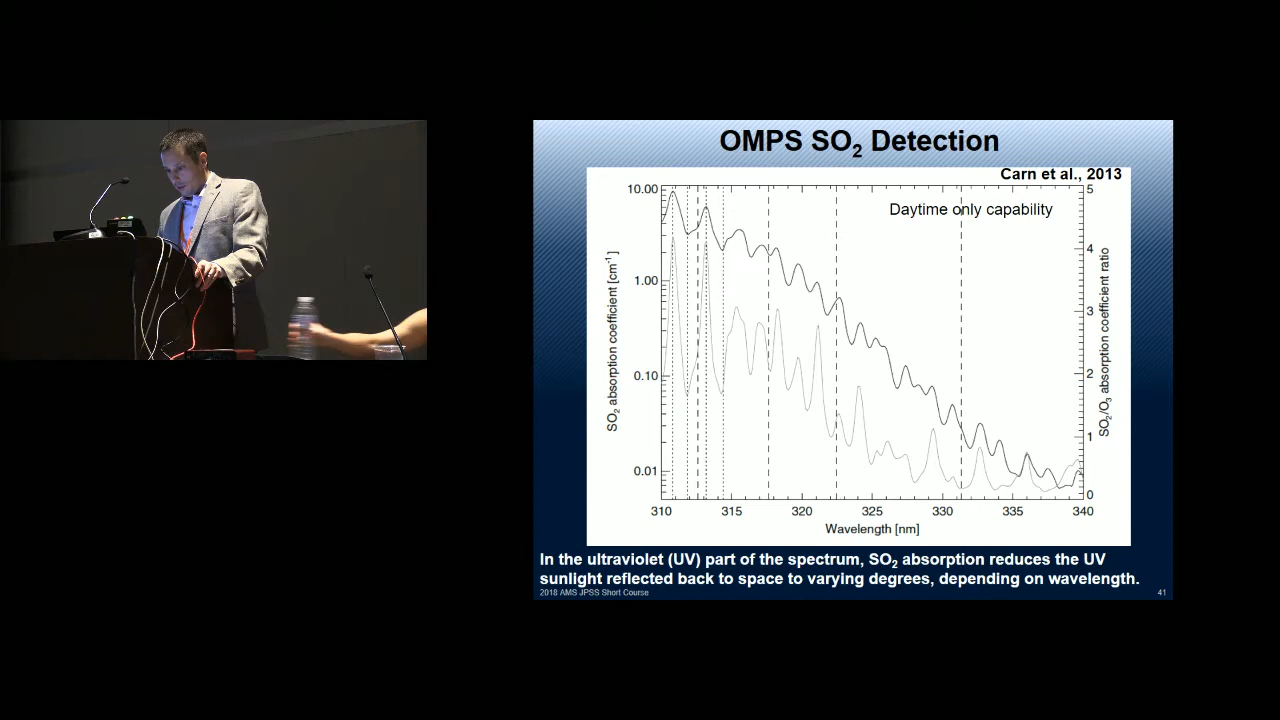 OMPS SO2 Detection
Carn et al., 2013
Daytime only capability
10.00
1.00
0.10
0.01
SO2 absorption coefficient [cm-1]
5
4
3
2
1
0
SO2/O3 absorption coefficient ratio
310 315 320 325 330 335 340
Wavelength [nm]
In the ultraviolet (UV) part of the spectrum, SO2 absorption reduces the UV
sunlight reflected back to space to varying degrees, depending on wavelength.
2018 AMS JPSS Short Course
41